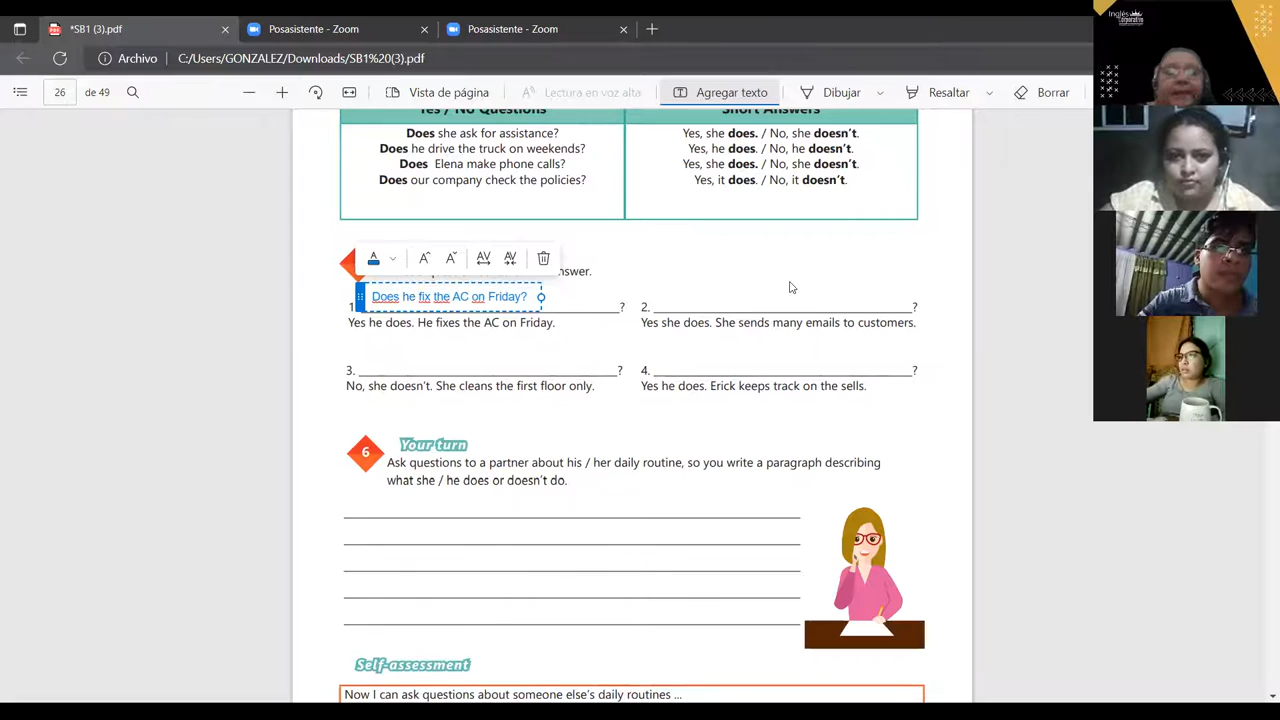 *SB1 (3).pdf
Posasistente - Zoom
Posasistente - Zoom
Archivo
C:/Users/GONZALEZ/Downloads/SB1%20(3).pdf
26 de 49
Vista de página
Lectura en voz alta
Agregar texto
Dibujar
Resaltar
Borrar
Inglés
Corporativo
Yes / No Questions
Short Answers
Does she ask for assistance?
Yes, she does. / No, she doesn't.
Does he drive the truck on weekends?
Yes, he does. / No, he doesn't.
Does Elena make phone calls?
Yes, she does. / No, she doesn't.
Does our company check the policies?
Yes, it does. / No, it doesn't.
nswer.
1
Does he fix the AC on Friday?
?
Yes he does. He fixes the AC on Friday.
2. ?
Yes she does. She sends many emails to customers.
3. ?
No, she doesn't. She cleans the first floor only.
4. ?
Yes he does. Erick keeps track on the sells.
6
Your turn
Ask questions to a partner about his / her daily routine, so you write a paragraph describing
what she / he does or doesn't do.
Self-assessment
Now I can ask questions about someone else's daily routines ...